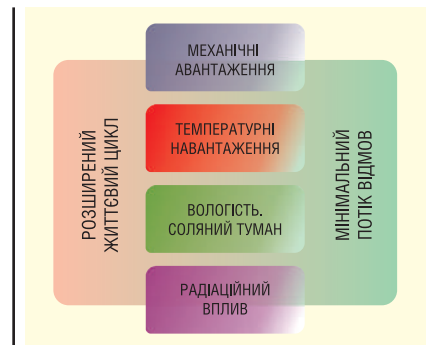 МЕХАНІЧНІ
АВАНТАЖЕННЯ
РОЗШИРЕНИЙ
ЖИТТЄВИЙ ЦИКЛ
ТЕМПЕРАТУРНІ
НАВАНТАЖЕННЯ
ВОЛОГІСТЬ.
СОЛЯНИЙ ТУМАН
РАДІАЦІЙНИЙ
ВПЛИВ
МІНІМАЛЬНИЙ
ПОТІК ВІДМОВ